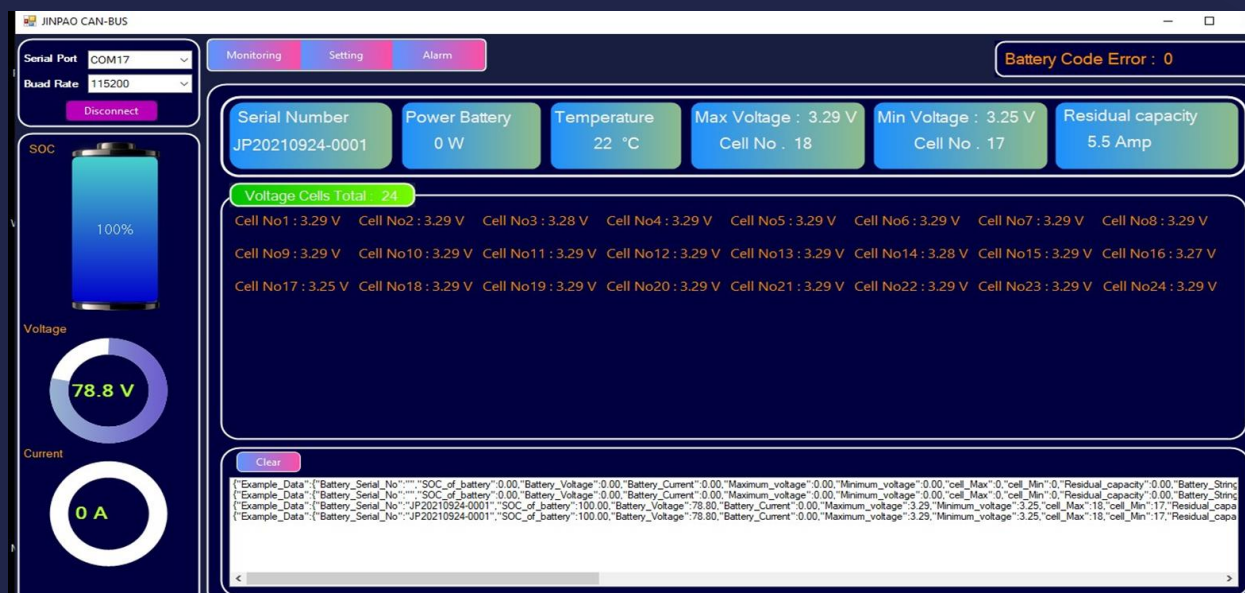 JINPAO CAN-BUS
Serial Port COM17
Buad Rate 115200
Disconnect
Monitoring Setting Alarm
Battery Code Error : 0
Serial Number
JP20210924-0001
Power Battery
0 W
Temperature
22 °C
Max Voltage : 3.29 V
Cell No . 18
Min Voltage : 3.25 V
Cell No . 17
Residual capacity
5.5 Amp
SOC
100%
Voltage
78.8 V
Current
0 A
Voltage Cells Total : 24
Cell No1 : 3.29 V Cell No2 : 3.29 V Cell No3 : 3.28 V Cell No4 : 3.29 V Cell No5 : 3.29 V Cell No6 : 3.29 V Cell No7 : 3.29 V Cell No8 : 3.29 V
Cell No9 : 3.29 V Cell No10 : 3.29 V Cell No11 : 3.29 V Cell No12 : 3.29 V Cell No13 : 3.29 V Cell No14 : 3.28 V Cell No15 : 3.29 V Cell No16 : 3.27 V
Cell No17 : 3.25 V Cell No18 : 3.29 V Cell No19 : 3.29 V Cell No20 : 3.29 V Cell No21 : 3.29 V Cell No22 : 3.29 V Cell No23 : 3.29 V Cell No24 : 3.29 V
Clear
{"Example_Data":{"Battery_Serial_No":"","SOC_of_battery":0.00,"Battery_Voltage":0.00,"Battery_Current":0.00,"Maximum_voltage":0.00,"Minimum_voltage":0.00,"cell_Max":0,"cell_Min":0,"Residual_capacity":0.00,"Battery_String
{"Example_Data":{"Battery_Serial_No":"","SOC_of_battery":0.00,"Battery_Voltage":0.00,"Battery_Current":0.00,"Maximum_voltage":0.00,"Minimum_voltage":0.00,"cell_Max":0,"cell_Min":0,"Residual_capacity":0.00,"Battery_String
{"Example_Data":{"Battery_Serial_No":"JP20210924-0001","SOC_of_battery":100.00,"Battery_Voltage":78.80,"Battery_Current":0.00,"Maximum_voltage":3.29,"Minimum_voltage":3.25,"cell_Max":18,"cell_Min":17,"Residual_capa
{"Example_Data":{"Battery_Serial_No":"JP20210924-0001","SOC_of_battery":100.00,"Battery_Voltage":78.80,"Battery_Current":0.00,"Maximum_voltage":3.29,"Minimum_voltage":3.25,"cell_Max":18,"cell_Min":17,"Residual_capa